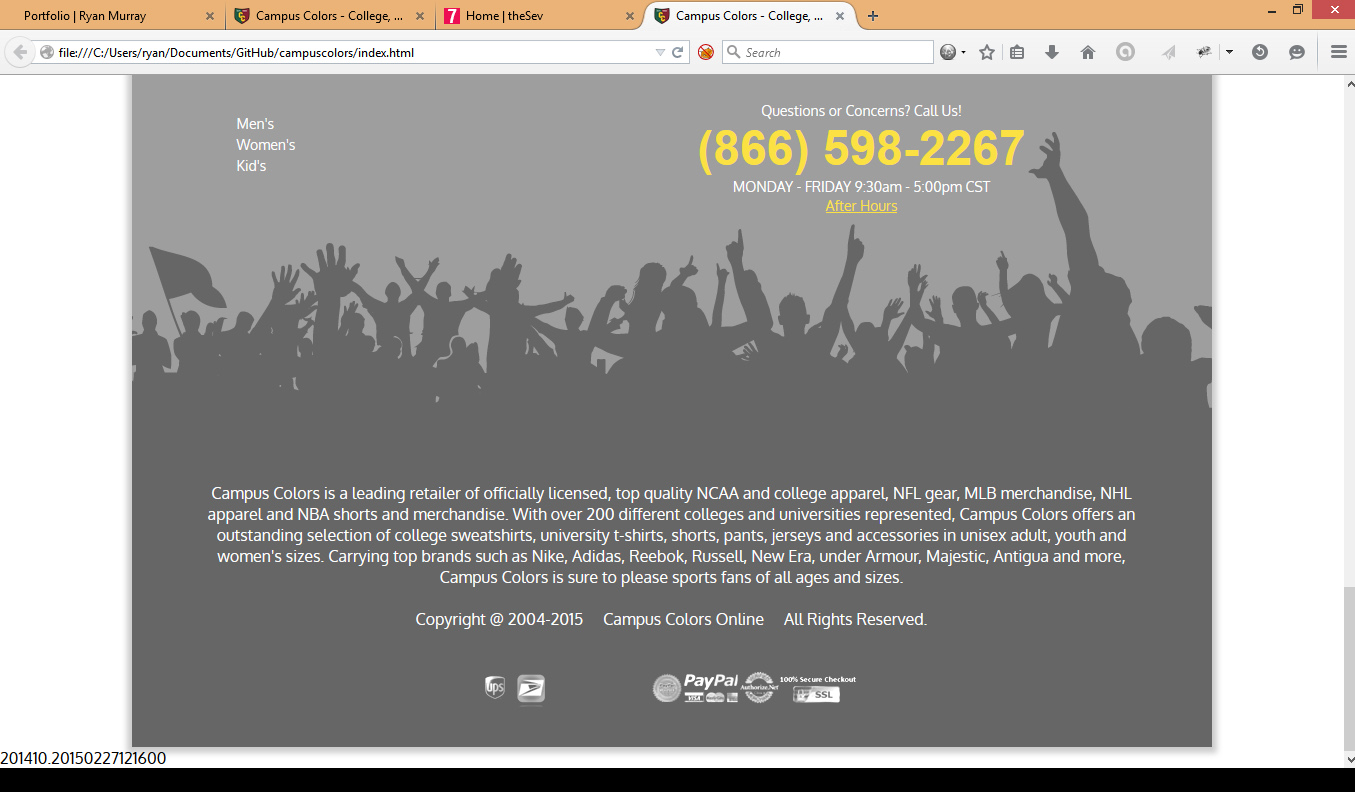 Portfolio | Ryan Murray
Campus Colors - College, ...
7 Home | theSev
Campus Colors - College, ...
file:///C:/Users/ryan/Documents/GitHub/campuscolors/index.html
Search
Men's
Women's
Kid's
Questions or Concerns? Call Us!
(866) 598-2267
MONDAY - FRIDAY 9:30am - 5:00pm CST
After Hours
Campus Colors is a leading retailer of officially licensed, top quality NCAA and college apparel, NFL gear, MLB merchandise, NHL
apparel and NBA shorts and merchandise. With over 200 different colleges and universities represented, Campus Colors offers an
outstanding selection of college sweatshirts, university t-shirts, shorts, pants, jerseys and accessories in unisex adult, youth and
women's sizes. Carrying top brands such as Nike, Adidas, Reebok, Russell, New Era, under Armour, Majestic, Antigua and more,
Campus Colors is sure to please sports fans of all ages and sizes.
Copyright @ 2004-2015 Campus Colors Online All Rights Reserved.
ups
PayPal
VISA
Authorize.Net
100% Secure Checkout
SSL
201410.20150227121600